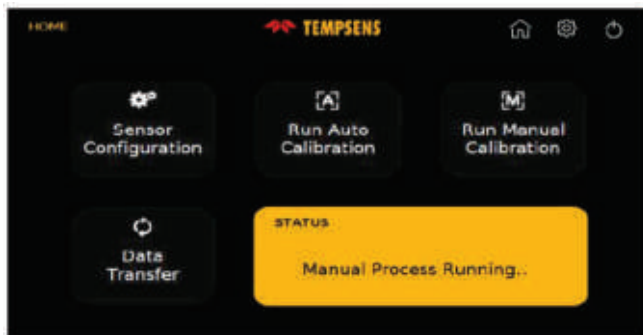 HOME
TEMPSENS
[A]
[M]
Sensor
Configuration
Run Auto
Calibration
Run Manual
Calibration
Data
Transfer
STATUS
Manual Process Running..